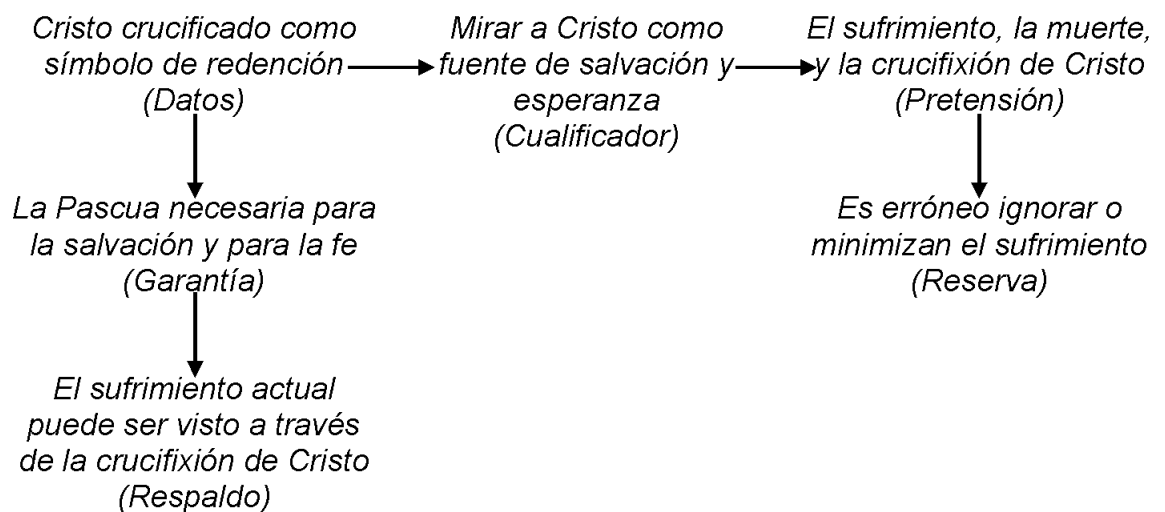 Cristo crucificado como
símbolo de redención
(Datos)
Mirar a Cristo como
fuente de salvación y
esperanza
(Cualificador)
El sufrimiento, la muerte,
y la crucifixión de Cristo
(Pretensión)
La Pascua necesaria para
la salvación y para la fe
(Garantía)
Es erróneo ignorar o
minimizan el sufrimiento
(Reserva)
El sufrimiento actual
puede ser visto a través
de la crucifixión de Cristo
(Respaldo)